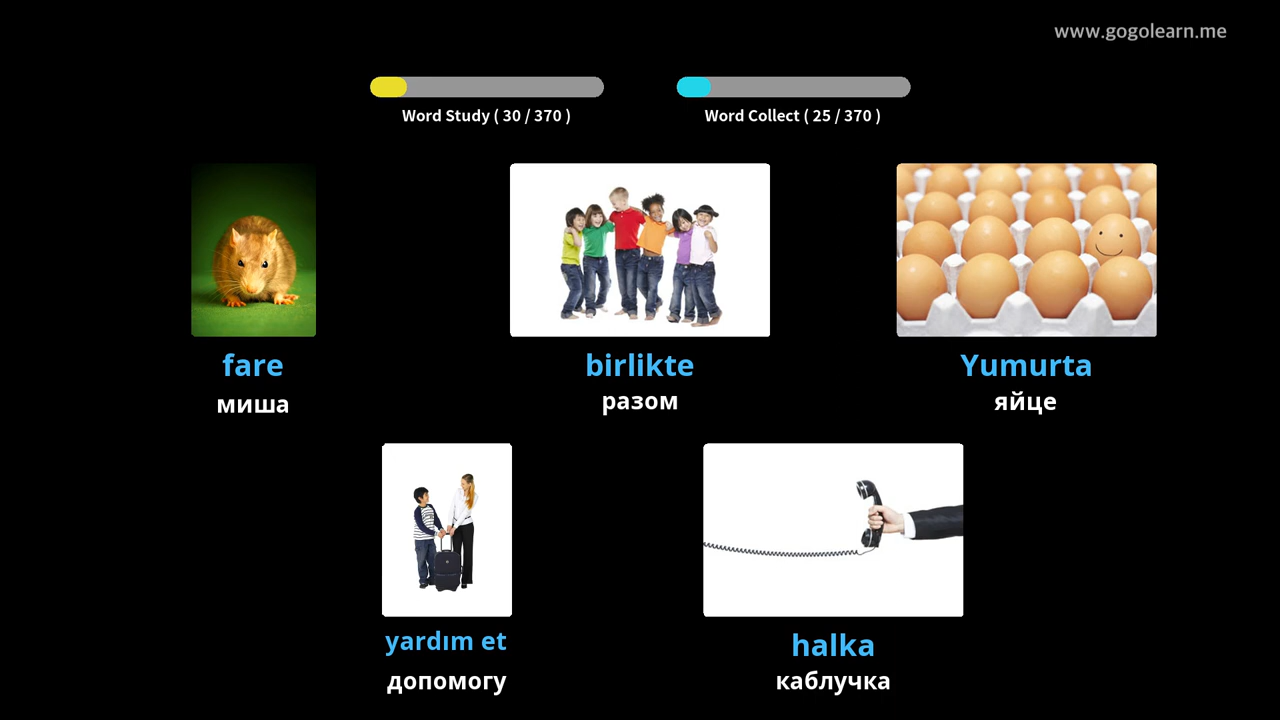 www.gogolearn.me
Word Study ( 30 / 370 )
Word Collect ( 25 / 370 )
fare
миша
birlikte
разом
Yumurta
яйце
yardım et
допомогу
halka
каблучка